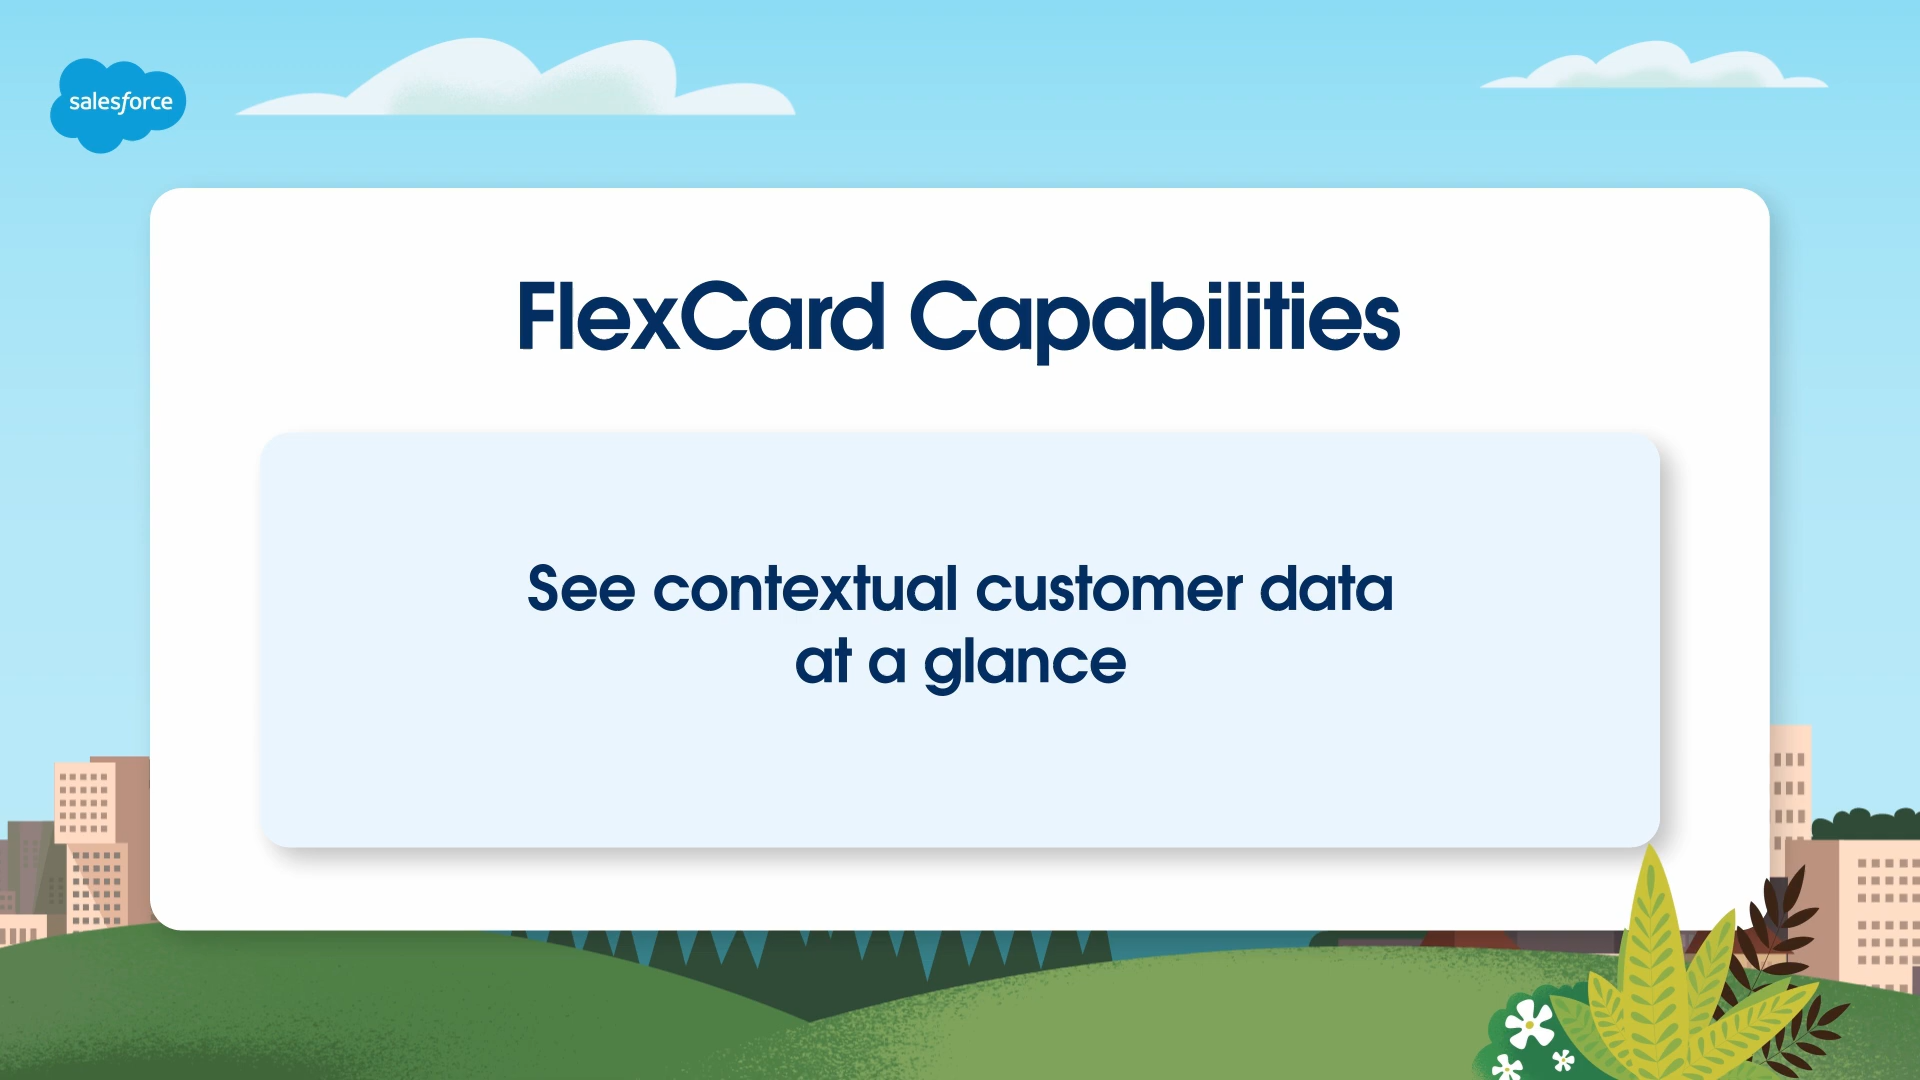 salesforce
FlexCard Capabilities
See contextual customer data
at a glance